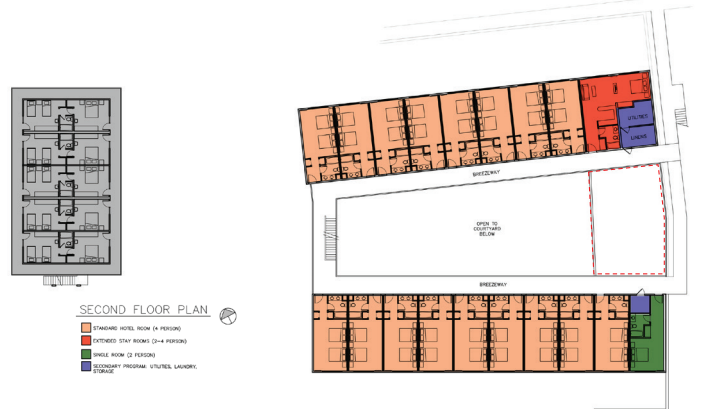 UTILITIES
LINENS
BREEZEWAY
OPEN TO
COURTYARD
BELOW
BREEZEWAY
SECOND FLOOR PLAN
STANDARD HOTEL ROOM (4 PERSON)
EXTENDED STAY ROOMS (2-4 PERSON)
SINGLE ROOM (2 PERSON)
SECONDARY PROGRAM: UTILITIES, LAUNDRY,
STORAGE